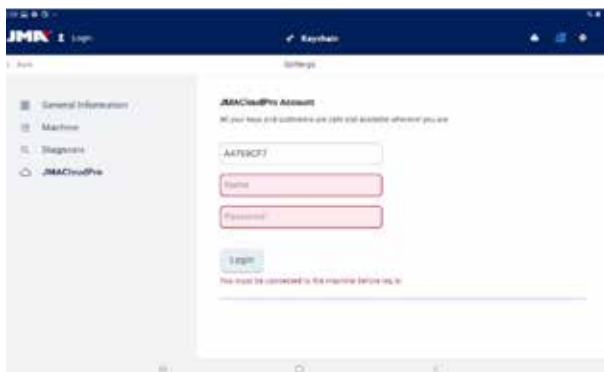 JMA Login
Keychain
Back
Settings
General Information
Machine
Diagnosis
JMACloudPro
JMACloudPro Account
All your keys and customers are safe and available wherever you are
Name
Password
Login
You must be connected to the machine before log in